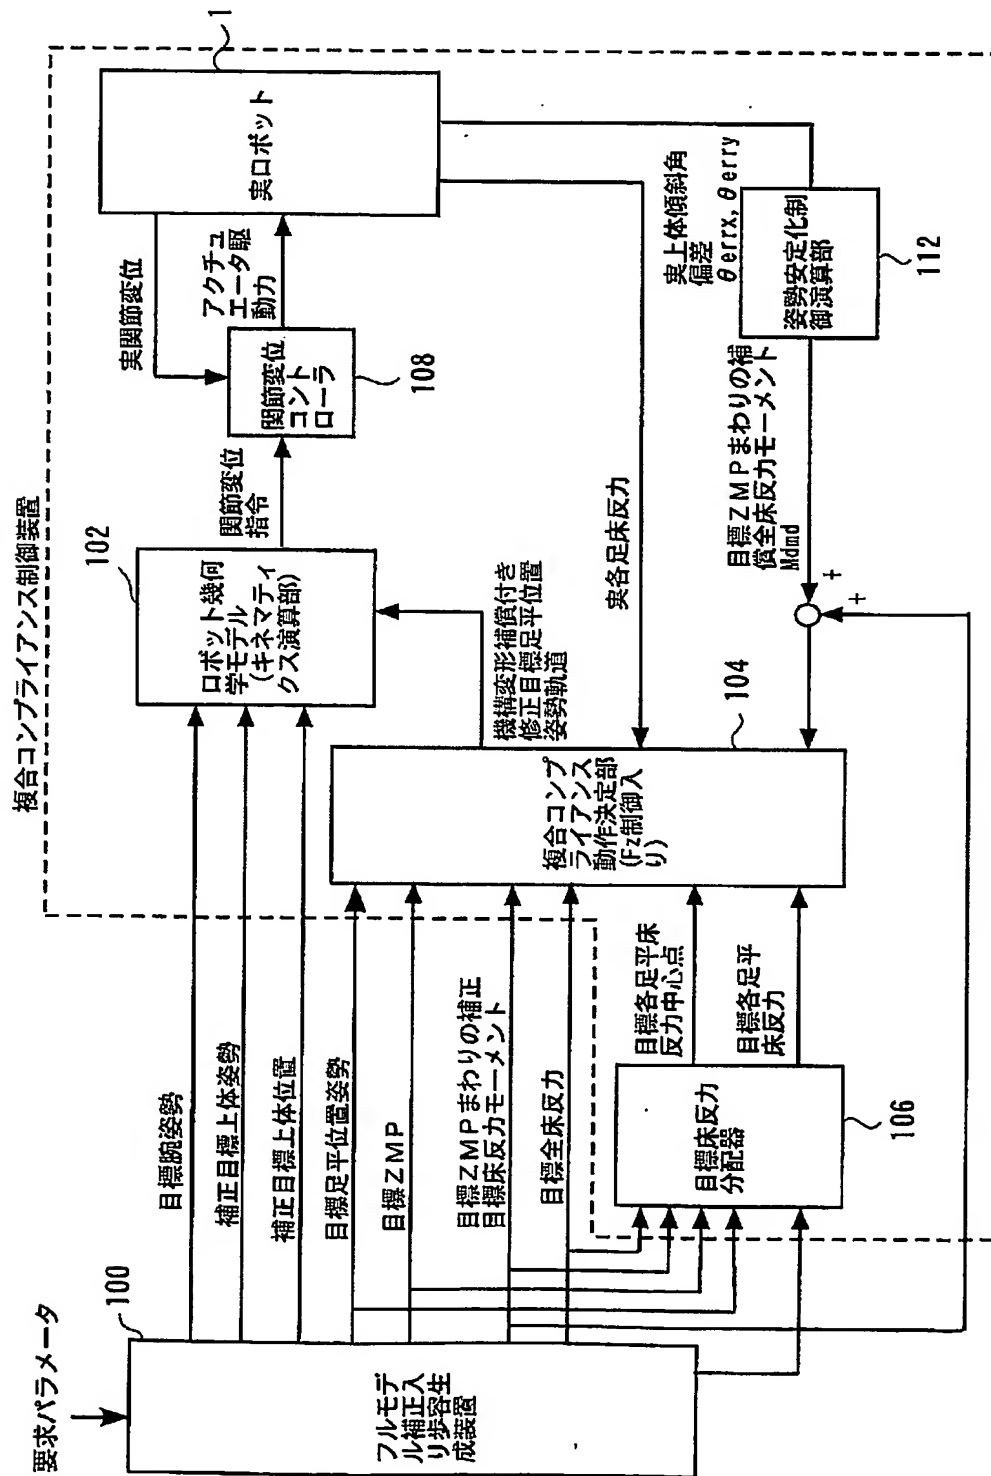 要求パラメータ
100
フルモデ
ル補正入
り歩容生
成装置
目標腕姿勢
補正目標上体姿勢
補正目標上体位置
目標足平位置姿勢
目標ZMP
目標ZMPまわりの補正
目標床反力モーメント
目標全床反力
目標床反力
分配器
106
目標各足平床
反力中心点
目標各足平
床反力
複合コンプライアンス制御装置
102
ロボット幾何
学モデル
(キネマティ
クス演算部)
複合コンプ
ライアンス
動作決定部
(Fz制御入
り)
104
機構変形補償付き
修正目標足平位置
姿勢軌道
関節変位
指令
関節変位
コント
ローラ
108
実関節変位
アクチュ
エータ駆
動力
実ロボット
1
実各足床反力
実上体傾斜角
偏差
θerrx, θerry
姿勢安定化制
御演算部
112
目標ZMPまわりの補
償全床反力モーメント
Mdmd
+
+